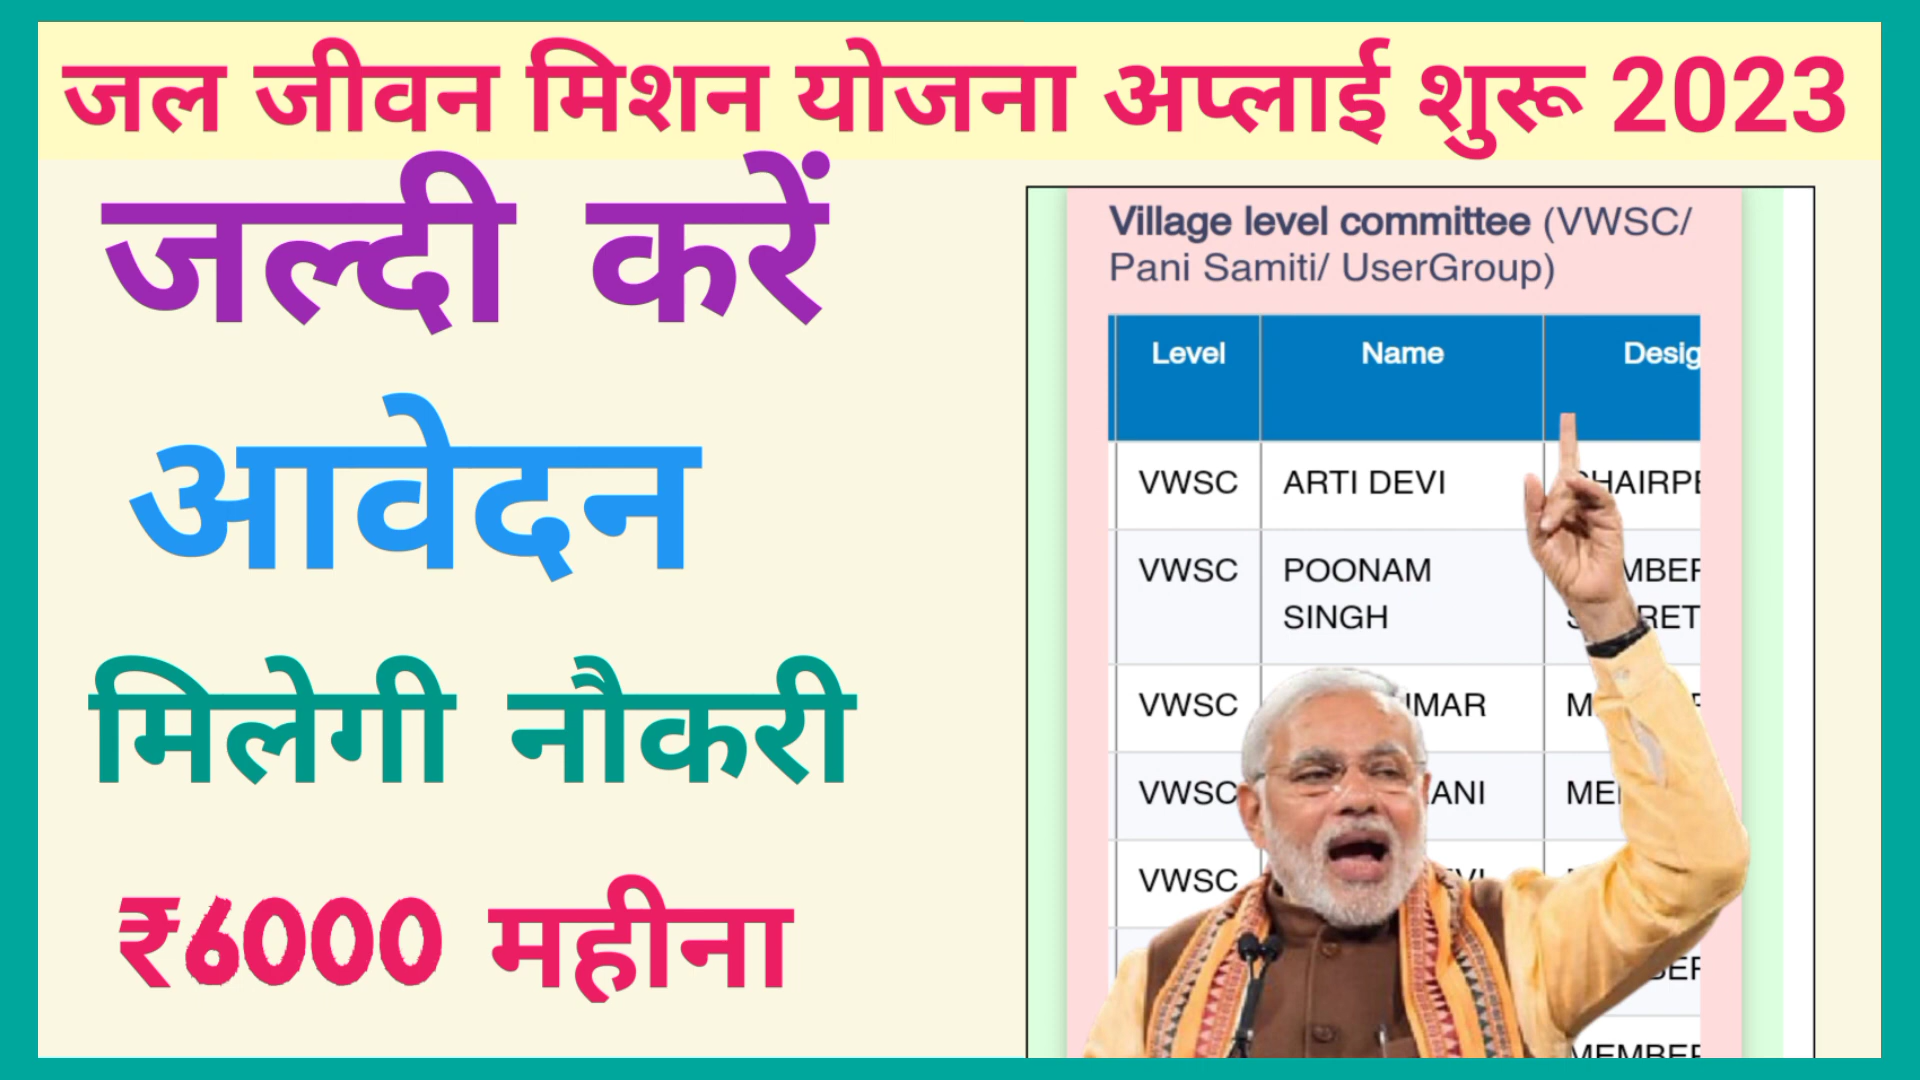 जल जीवन मिशन योजना अप्लाई शुरू 2023
जल्दी करें
आवेदन
मिलेगी नौकरी
₹6000 महीना
Village level committee (VWSC/
Pani Samiti/ UserGroup)
Level Name Desig
VWSC ARTI DEVI
VWSC POONAM
SINGH
VWSC
VWSC
VWSC